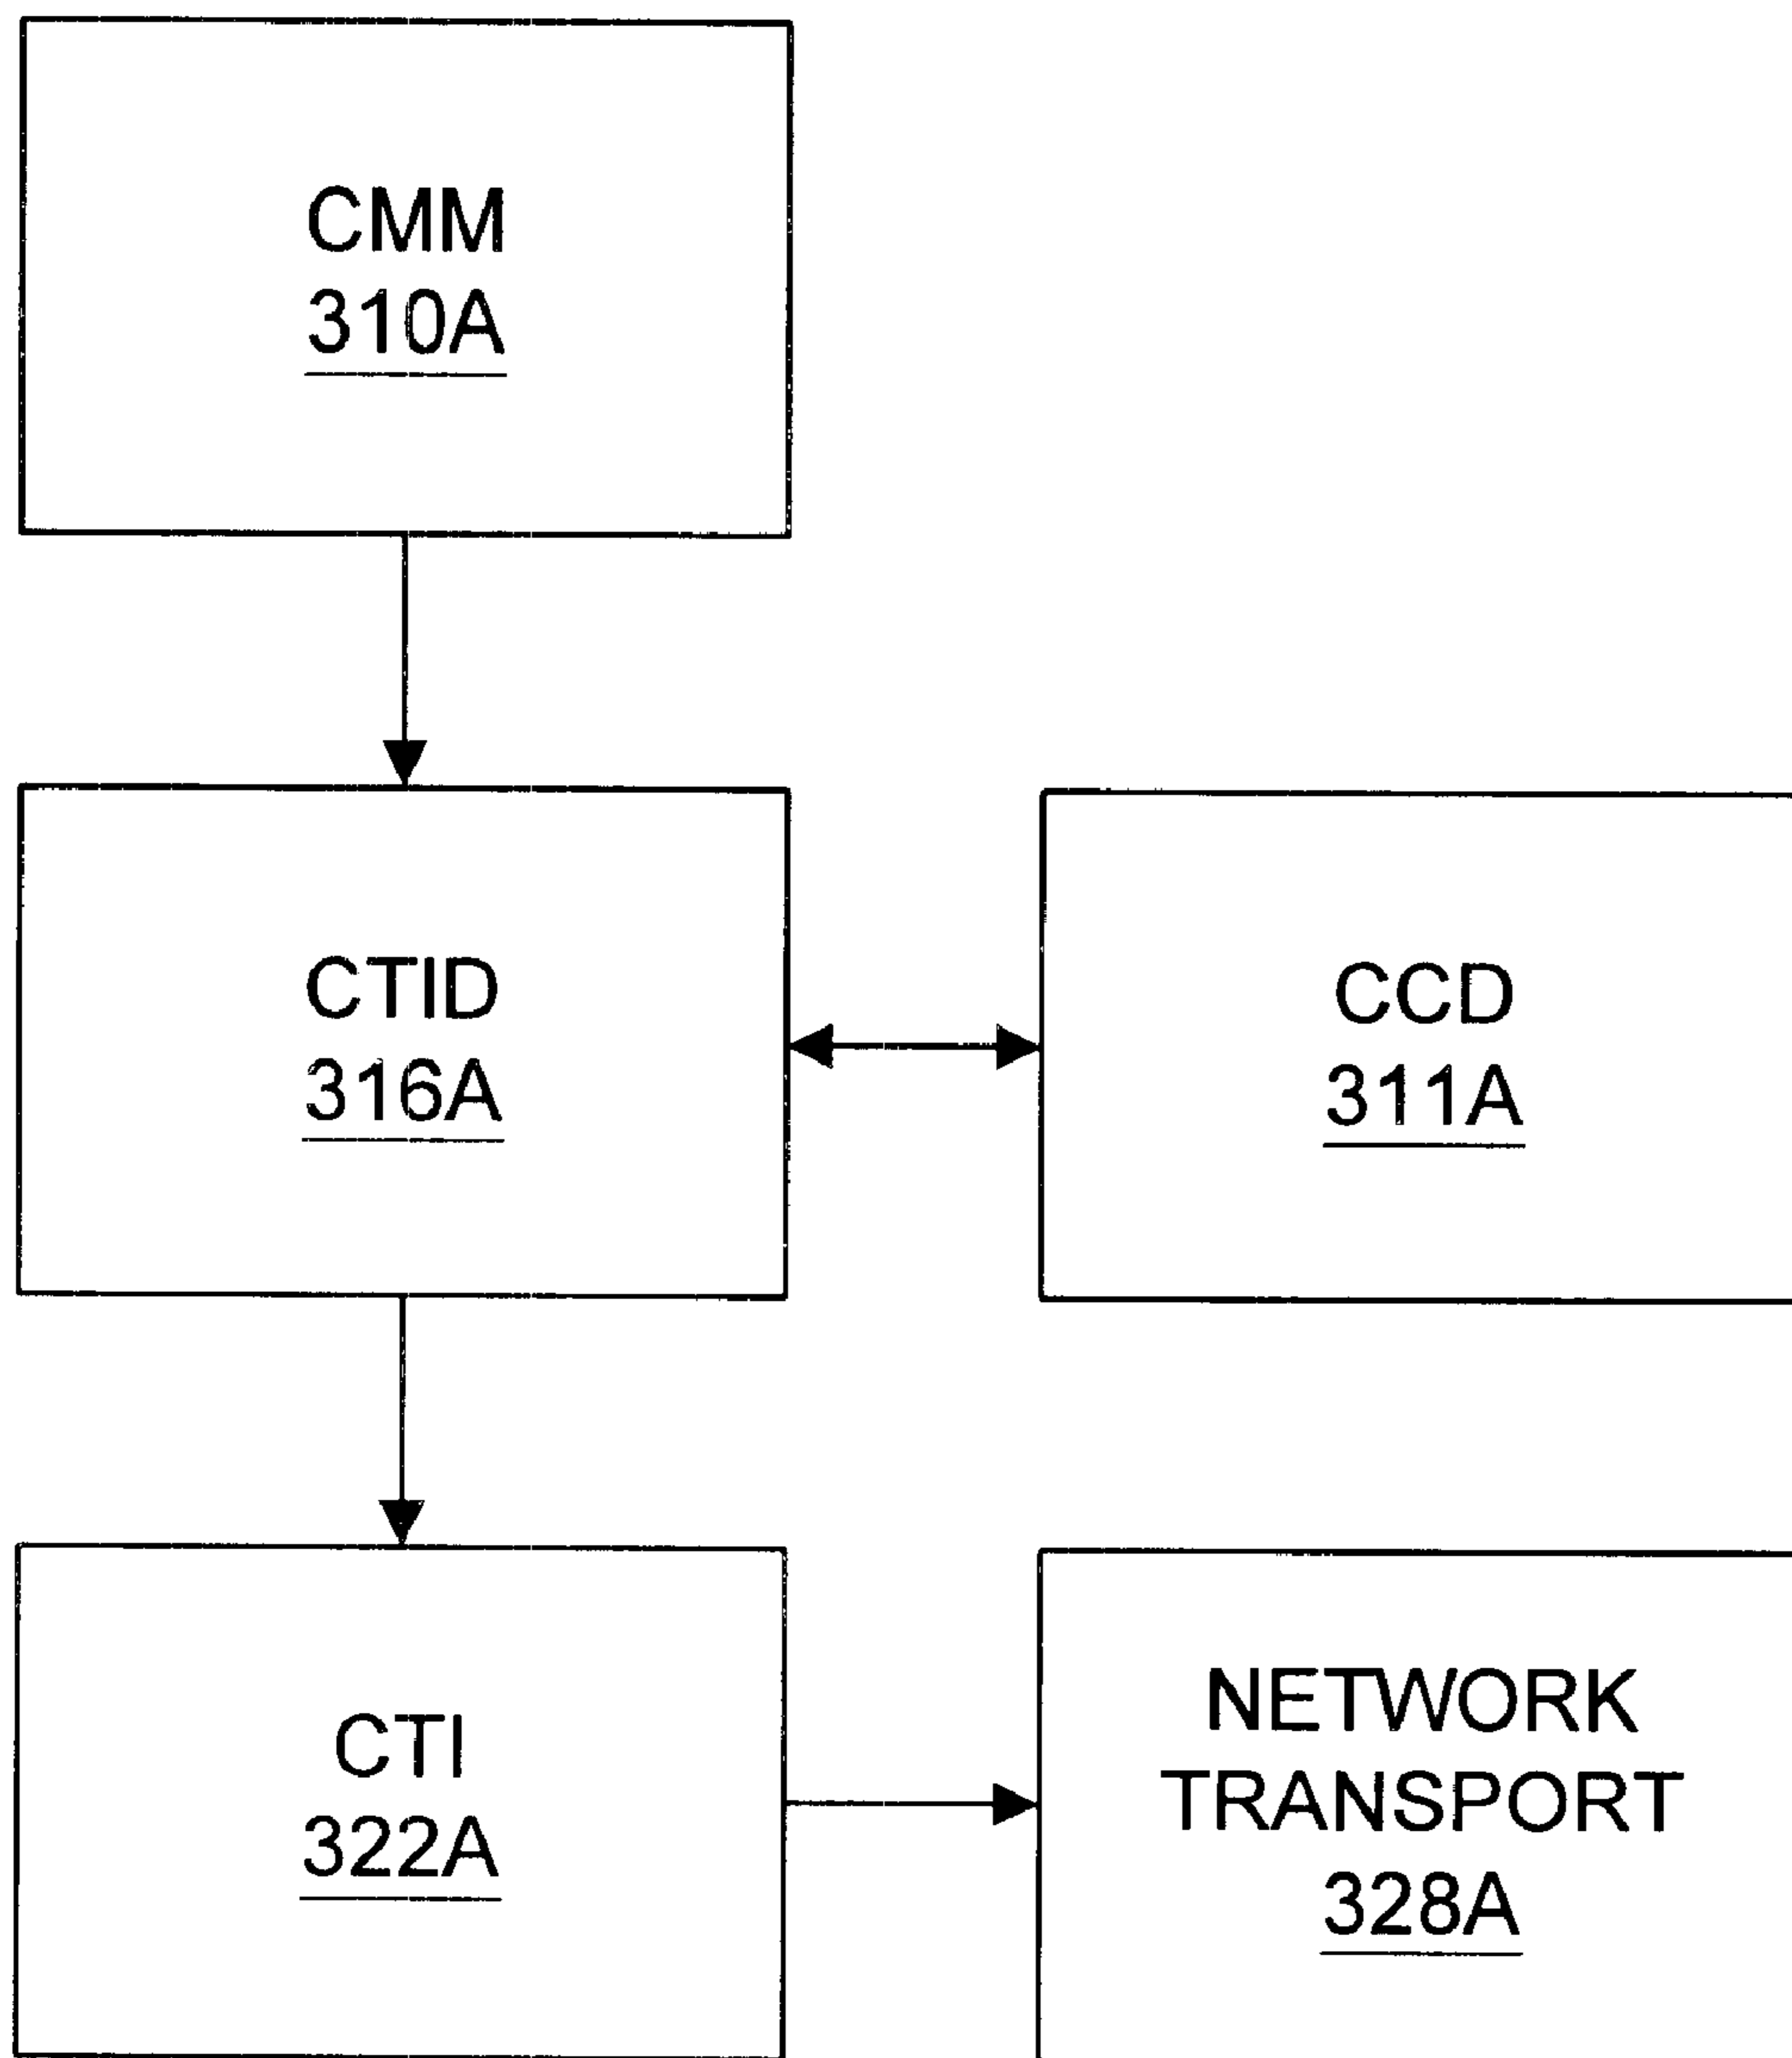 CMM
310A
CTID
316A
CCD
311A
CTI
322A
NETWORK
TRANSPORT
328A